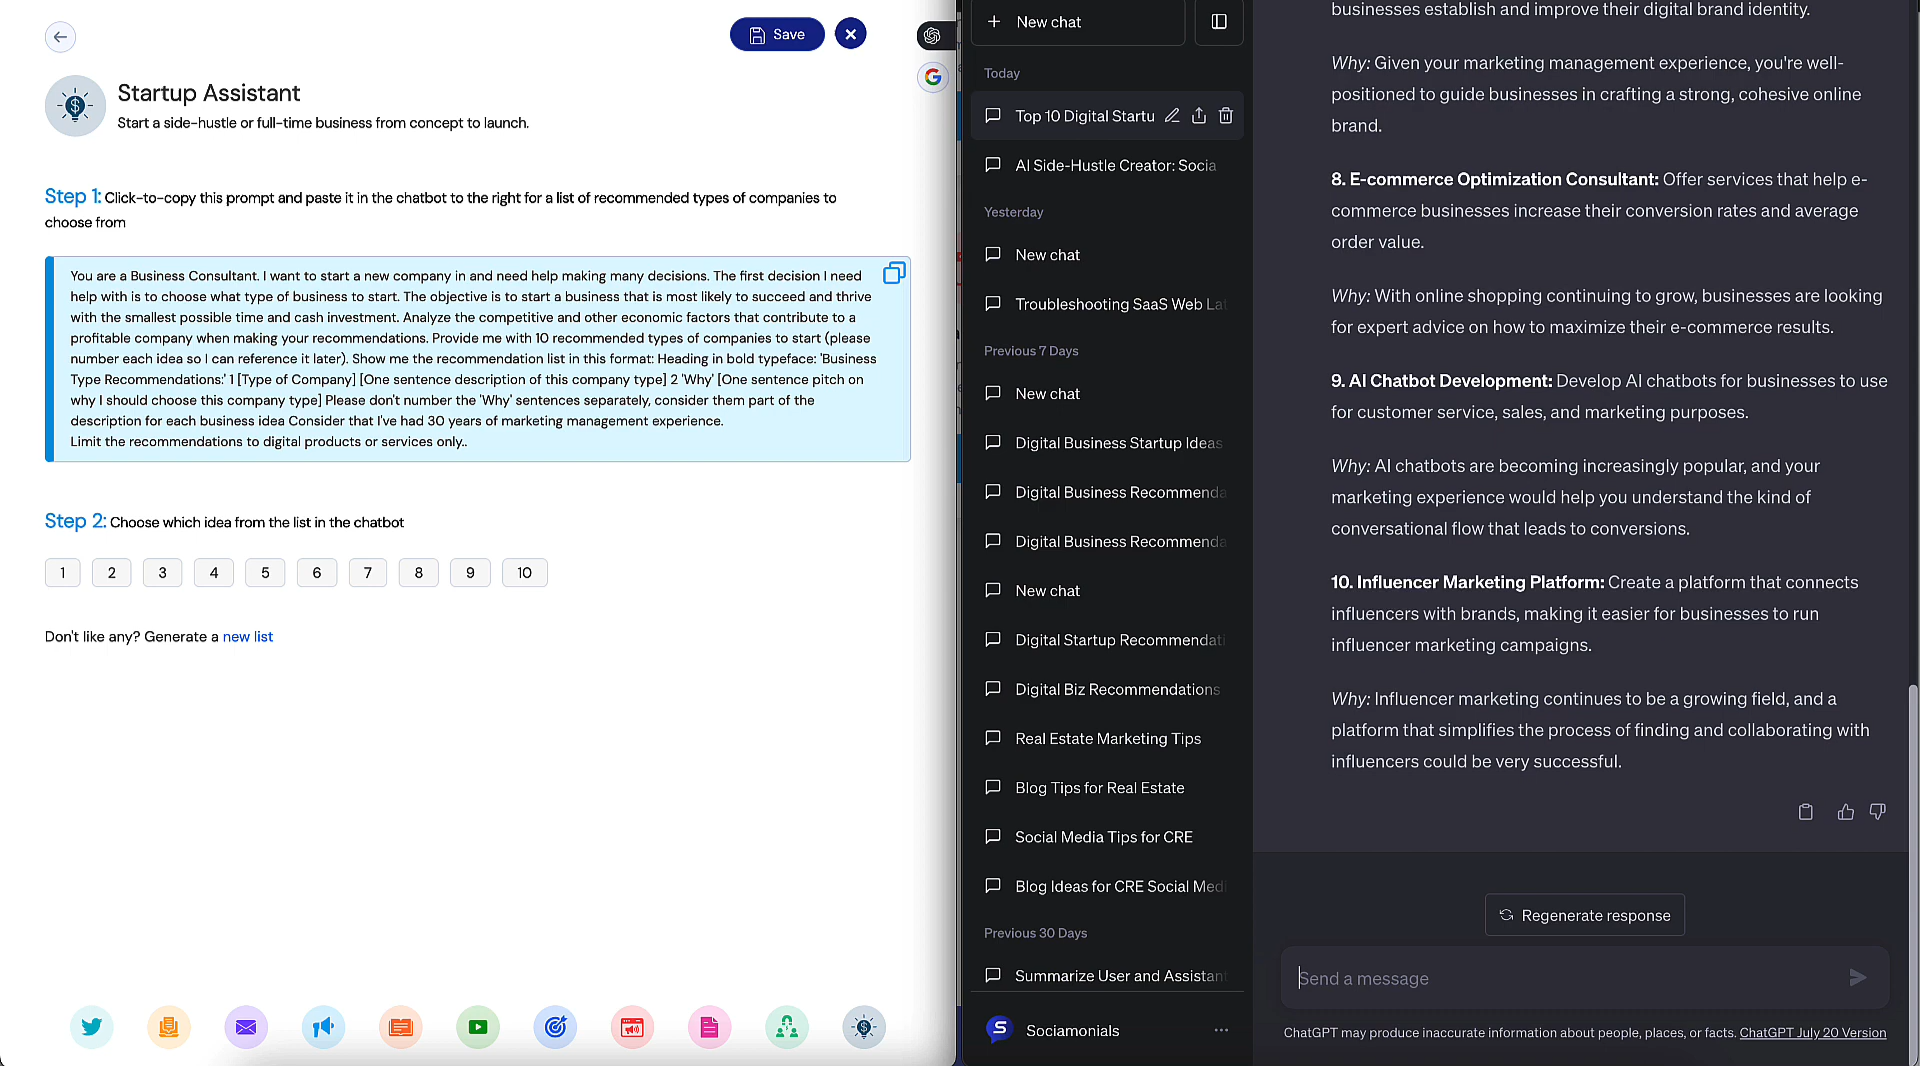 Save
Startup Assistant
Start a side-hustle or full-time business from concept to launch.
Step 1: Click-to-copy this prompt and paste it in the chatbot to the right for a list of recommended types of companies to
choose from
You are a Business Consultant. I want to start a new company in and need help making many decisions. The first decision I need
help with is to choose what type of business to start. The objective is to start a business that is most likely to succeed and thrive
with the smallest possible time and cash investment. Analyze the competitive and other economic factors that contribute to a
profitable company when making your recommendations. Provide me with 10 recommended types of companies to start (please
number each idea so I can reference it later). Show me the recommendation list in this format: Heading in bold typeface: 'Business
Type Recommendations:' 1 [Type of Company] [One sentence description of this company type] 2 'Why' [One sentence pitch on
why I should choose this company type] Please don't number the 'Why' sentences separately, consider them part of the
description for each business idea Consider that I've had 30 years of marketing management experience.
Limit the recommendations to digital products or services only..
Step 2: Choose which idea from the list in the chatbot
1 2 3 4 5 6 7 8 9 10
Don't like any? Generate a new list
New chat
Today
Top 10 Digital Startu
AI Side-Hustle Creator: Socia
Yesterday
New chat
Troubleshooting SaaS Web La
Previous 7 Days
New chat
Digital Business Startup Ideas
Digital Business Recommenda
Digital Business Recommenda
New chat
Digital Startup Recommendati
Digital Biz Recommendations
Real Estate Marketing Tips
Blog Tips for Real Estate
Social Media Tips for CRE
Blog Ideas for CRE Social Med
Previous 30 Days
Summarize User and Assistan
Sociamonials
businesses establish and improve their digital brand identity.
Why: Given your marketing management experience, you're well-
positioned to guide businesses in crafting a strong, cohesive online
brand.
8. E-commerce Optimization Consultant: Offer services that help e-
commerce businesses increase their conversion rates and average
order value.
Why: With online shopping continuing to grow, businesses are looking
for expert advice on how to maximize their e-commerce results.
9. AI Chatbot Development: Develop AI chatbots for businesses to use
for customer service, sales, and marketing purposes.
Why: AI chatbots are becoming increasingly popular, and your
marketing experience would help you understand the kind of
conversational flow that leads to conversions.
10. Influencer Marketing Platform: Create a platform that connects
influencers with brands, making it easier for businesses to run
influencer marketing campaigns.
Why: Influencer marketing continues to be a growing field, and a
platform that simplifies the process of finding and collaborating with
influencers could be very successful.
Regenerate response
Send a message
ChatGPT may produce inaccurate information about people, places, or facts. ChatGPT July 20 Version